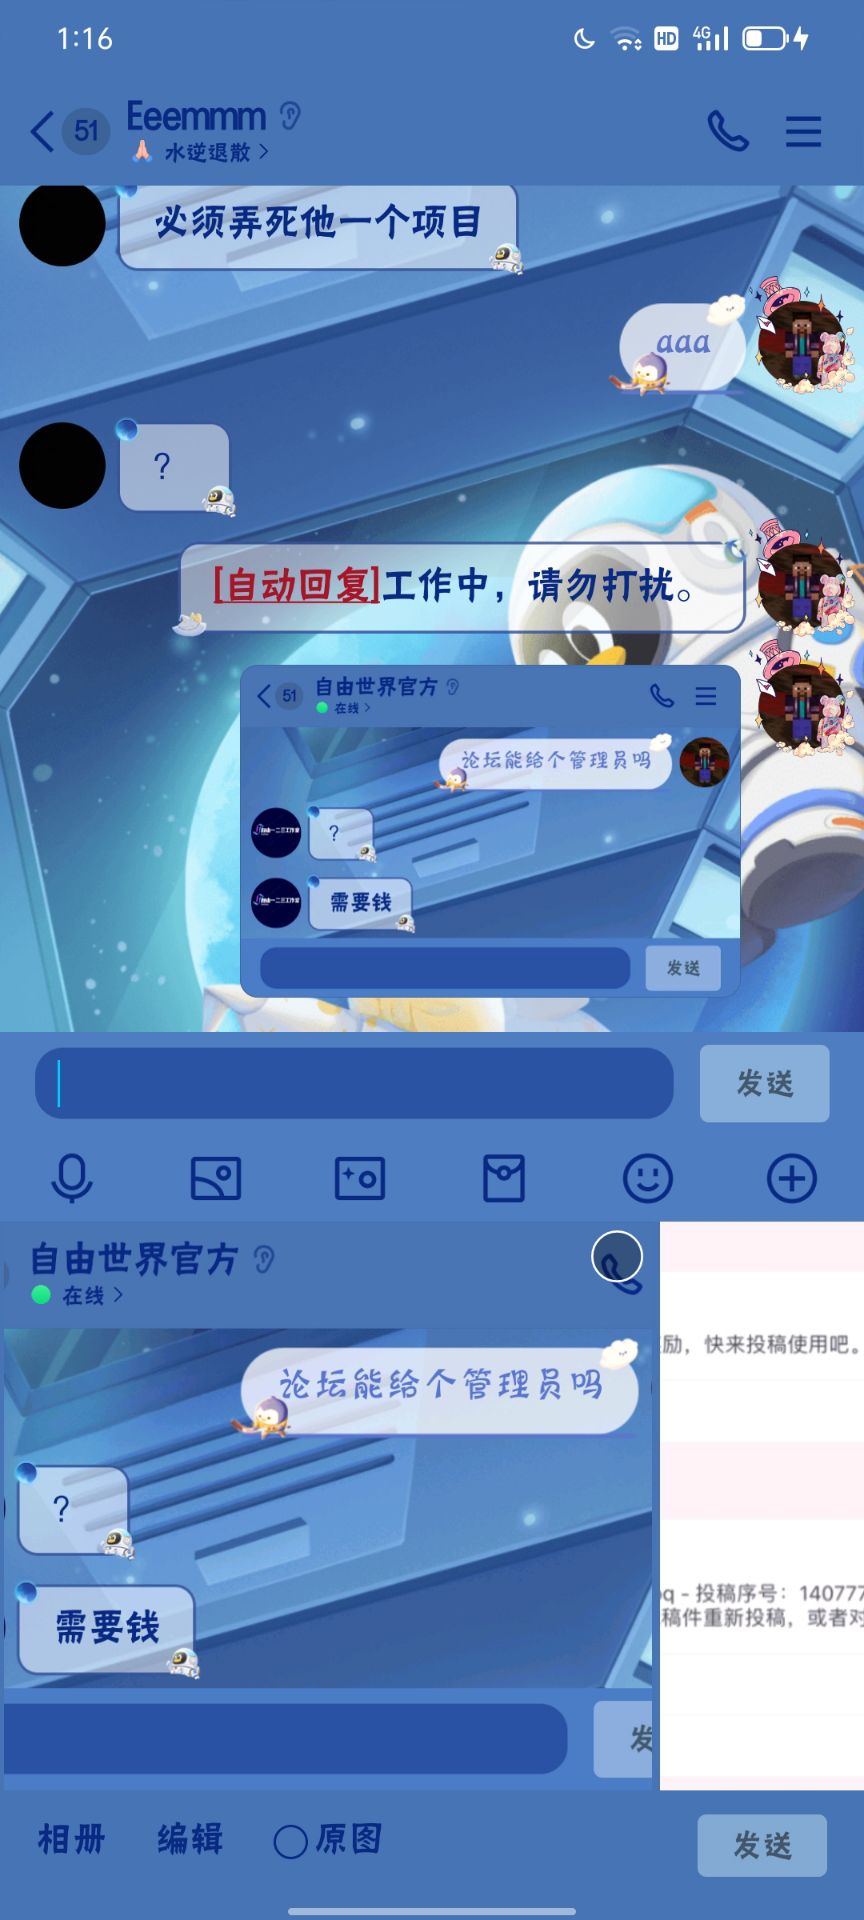 1:16
HD
4G
51
Eeemmm
水逆退散
必须弄死他一个项目
aaa
?
[自动回复]工作中，请勿打扰。
51
自由世界官方
在线
论坛能给个管理员吗
?
需要钱
发送
发送
自由世界官方
在线
论坛能给个管理员吗
励，快来投稿使用吧。
?
- 投稿序号：140777
需要钱
稿件重新投稿，或者对
发
相册
编辑
原图
发送